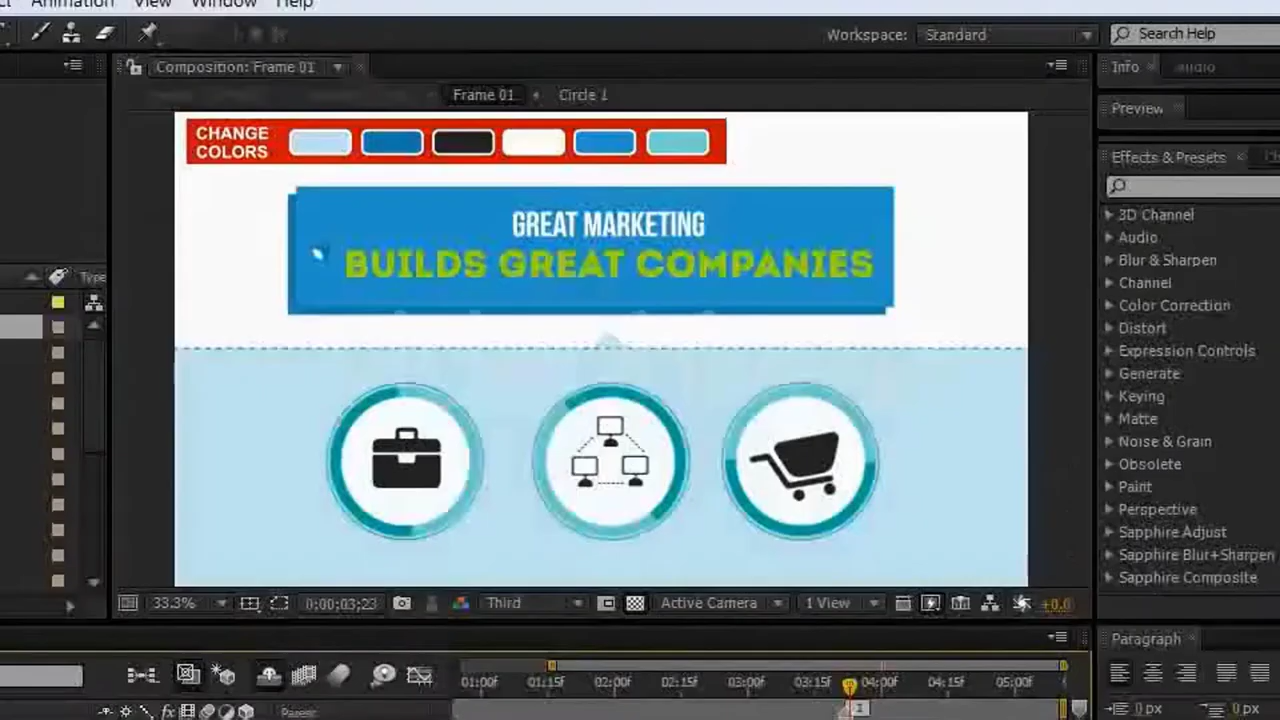 Animation View Window Help
Workspace: Standard
Search Help
Composition: Frame 01
Info
Audio
Frame 01
Circle 1
Preview
CHANGE
COLORS
GREAT MARKETING
BUILDS GREAT COMPANIES
Effects & Presets
3D Channel
Audio
Blur & Sharpen
Channel
Color Correction
Distort
Expression Controls
Generate
Keying
Matte
Noise & Grain
Obsolete
Paint
Perspective
Sapphire Adjust
Sapphire Blur+Sharpen
Sapphire Composite
Type
33.3%
0:00:03:23
Third
Active Camera
1 View
+0.0
Paragraph
01:00f 01:15f 02:00f 02:15f 03:00f 03:15f 04:00f 04:15f 05:00f
fx
Parent
0 px
0 px